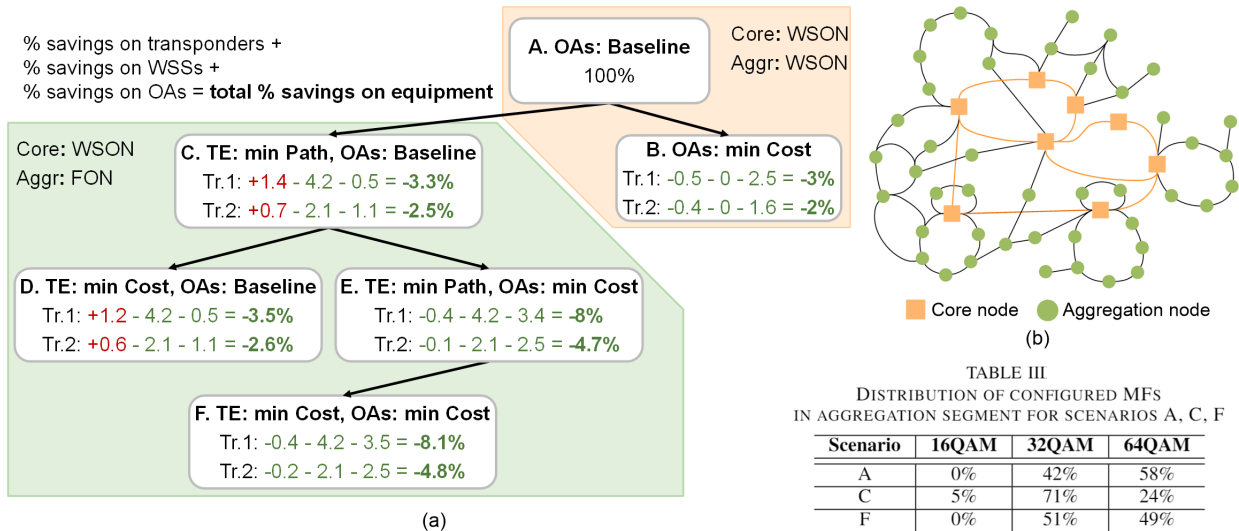 % savings on transponders +
% savings on WSSs +
% savings on OAs = total % savings on equipment
A. OAs: Baseline
100%
Core: WSON
Aggr: WSON
Core: WSON
Aggr: FON
C. TE: min Path, OAs: Baseline
Tr.1: +1.4 - 4.2 - 0.5 = -3.3%
Tr.2: +0.7 - 2.1 - 1.1 = -2.5%
B. OAs: min Cost
Tr.1: -0.5 - 0 - 2.5 = -3%
Tr.2: -0.4 - 0 - 1.6 = -2%
D. TE: min Cost, OAs: Baseline
Tr.1: +1.2 - 4.2 - 0.5 = -3.5%
Tr.2: +0.6 - 2.1 - 1.1 = -2.6%
E. TE: min Path, OAs: min Cost
Tr.1: -0.4 - 4.2 - 3.4 = -8%
Tr.2: -0.1 - 2.1 - 2.5 = -4.7%
F. TE: min Cost, OAs: min Cost
Tr.1: -0.4 - 4.2 - 3.5 = -8.1%
Tr.2: -0.2 - 2.1 - 2.5 = -4.8%
(a)
Core node Aggregation node
(b)
TABLE III
DISTRIBUTION OF CONFIGURED MFS
IN AGGREGATION SEGMENT FOR SCENARIOS A, C, F
Scenario 16QAM 32QAM 64QAM
A 0% 42% 58%
C 5% 71% 24%
F 0% 51% 49%